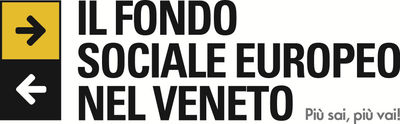 IL FONDO
SOCIALE EUROPEO
NEL VENETO
Più sai, più vai!